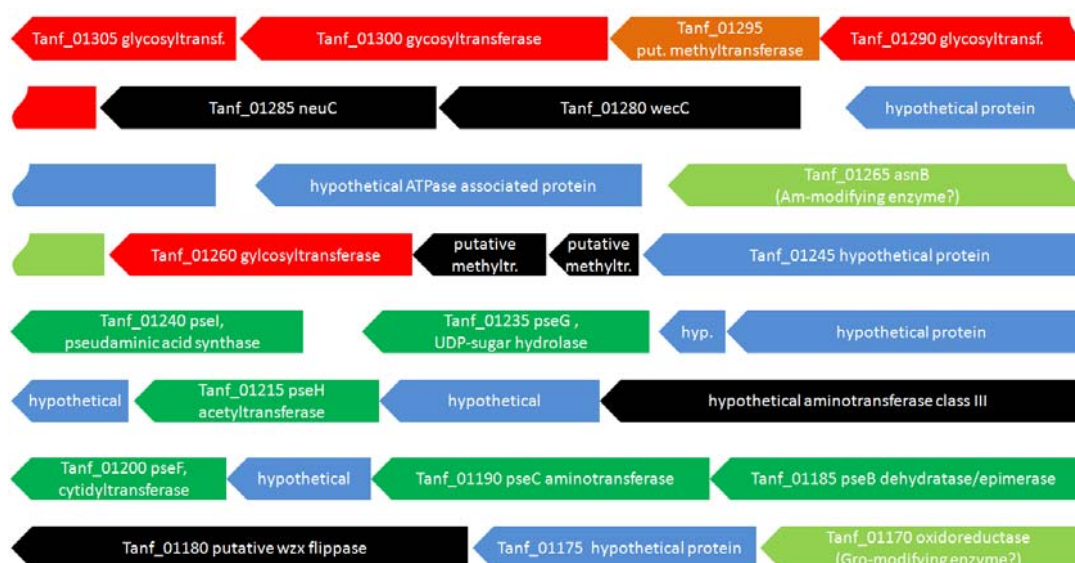 Tanf_01305 glycosyltransf.
Tanf_01300 gycosyltransferase
Tanf_01295
put. methyltransferase
Tanf_01290 glycosyltransf.
Tanf_01285 neuC
Tanf_01280 wecC
hypothetical protein
hypothetical ATPase associated protein
Tanf_01265 asnB
(Am-modifying enzyme?)
Tanf_01260 gylcosyltransferase
putative
methyltr.
putative
methyltr.
Tanf_01245 hypothetical protein
Tanf_01240 pseI,
pseudaminic acid synthase
Tanf_01235 pseG ,
UDP-sugar hydrolase
hyp.
hypothetical protein
hypothetical
Tanf_01215 pseH
acetyltransferase
hypothetical
hypothetical aminotransferase class III
Tanf_01200 pseF,
cytidyltransferase
hypothetical
Tanf_01190 pseC aminotransferase
Tanf_01185 pseB dehydratase/epimerase
Tanf_01180 putative wzx flippase
Tanf_01175 hypothetical protein
Tanf_01170 oxidoreductase
(Gro-modifying enzyme?)